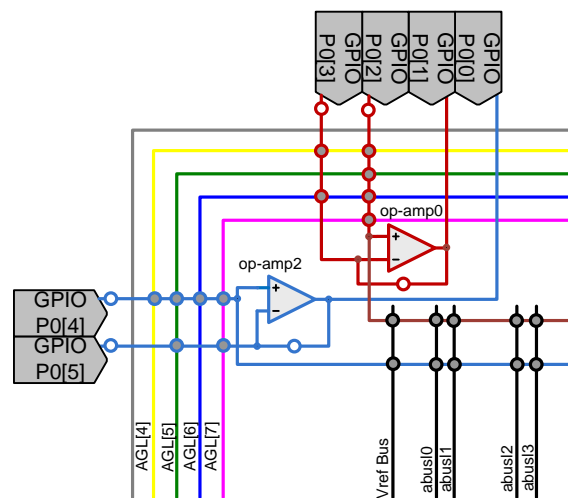 GPIO
P0[3]
GPIO
P0[2]
GPIO
P0[1]
GPIO
P0[0]
op-amp0
+
−
op-amp2
+
−
GPIO
P0[4]
GPIO
P0[5]
AGL[4]
AGL[5]
AGL[6]
AGL[7]
Vref Bus
abusl0
abusl1
abusl2
abusl3